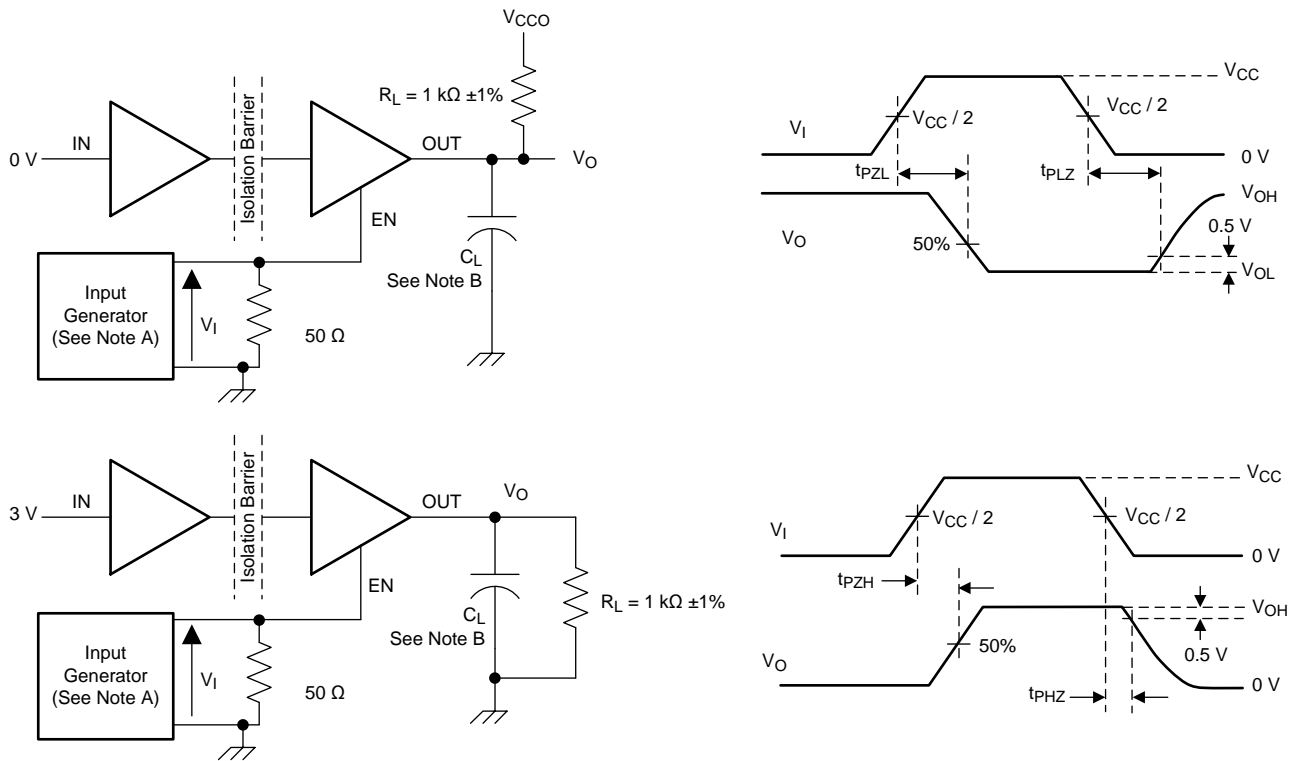 VCCO
RL = 1 kΩ ±1%
Isolation Barrier
0 V
IN
OUT
VO
EN
CL
See Note B
Input
Generator
(See Note A)
VI
50 Ω
VCC
VI
VCC / 2
VCC / 2
0 V
tPZL
tPLZ
VOH
0.5 V
VO
50%
VOL
Isolation Barrier
3 V
IN
OUT
VO
EN
CL
See Note B
RL = 1 kΩ ±1%
Input
Generator
(See Note A)
VI
50 Ω
VCC
VI
VCC / 2
VCC / 2
0 V
tPZH
VOH
0.5 V
VO
50%
tPHZ
0 V